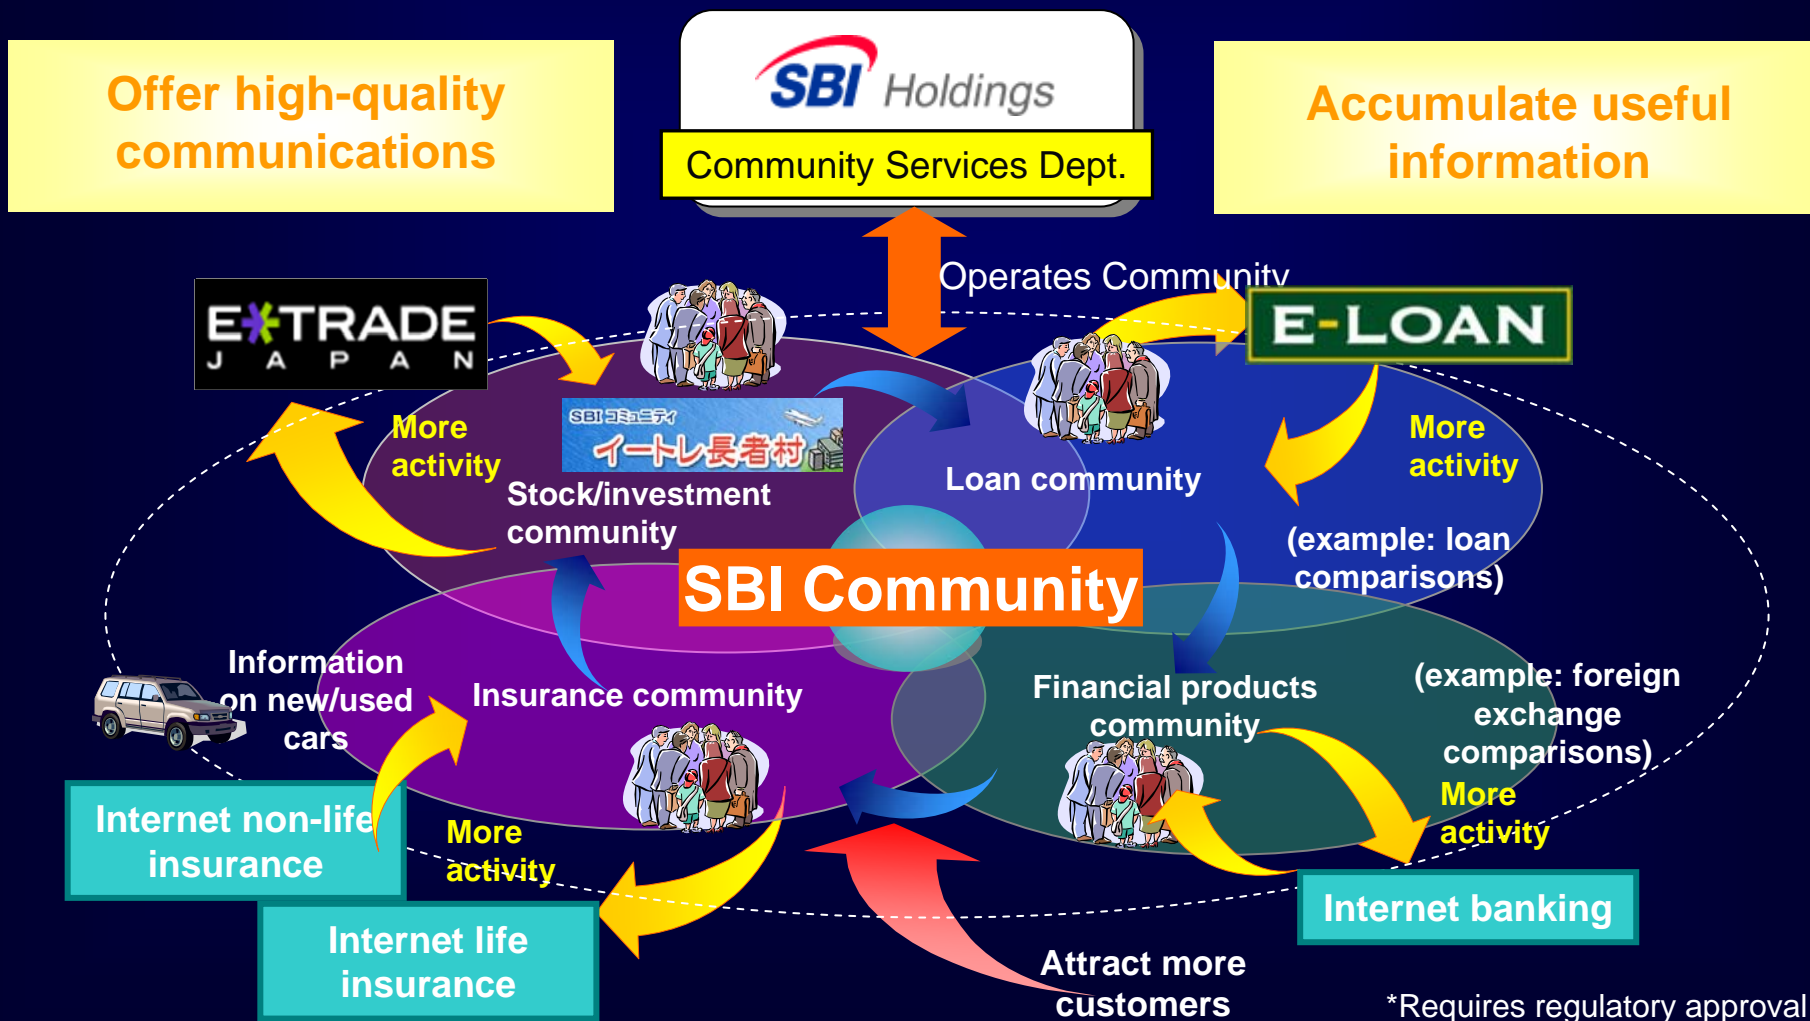 Offer high-quality
communications
SBI Holdings
Community Services Dept.
Accumulate useful
information
Operates Community
E*TRADE
JAPAN
E-LOAN
More
activity
SBI コミュニティ
イートレ長者村
Stock/investment
community
Loan community
More
activity
(example: loan
comparisons)
SBI Community
Information
on new/used
cars
Insurance community
Financial products
community
(example: foreign
exchange
comparisons)
Internet non-life
insurance
More
activity
More
activity
Internet life
insurance
Internet banking
Attract more
customers
*Requires regulatory approval